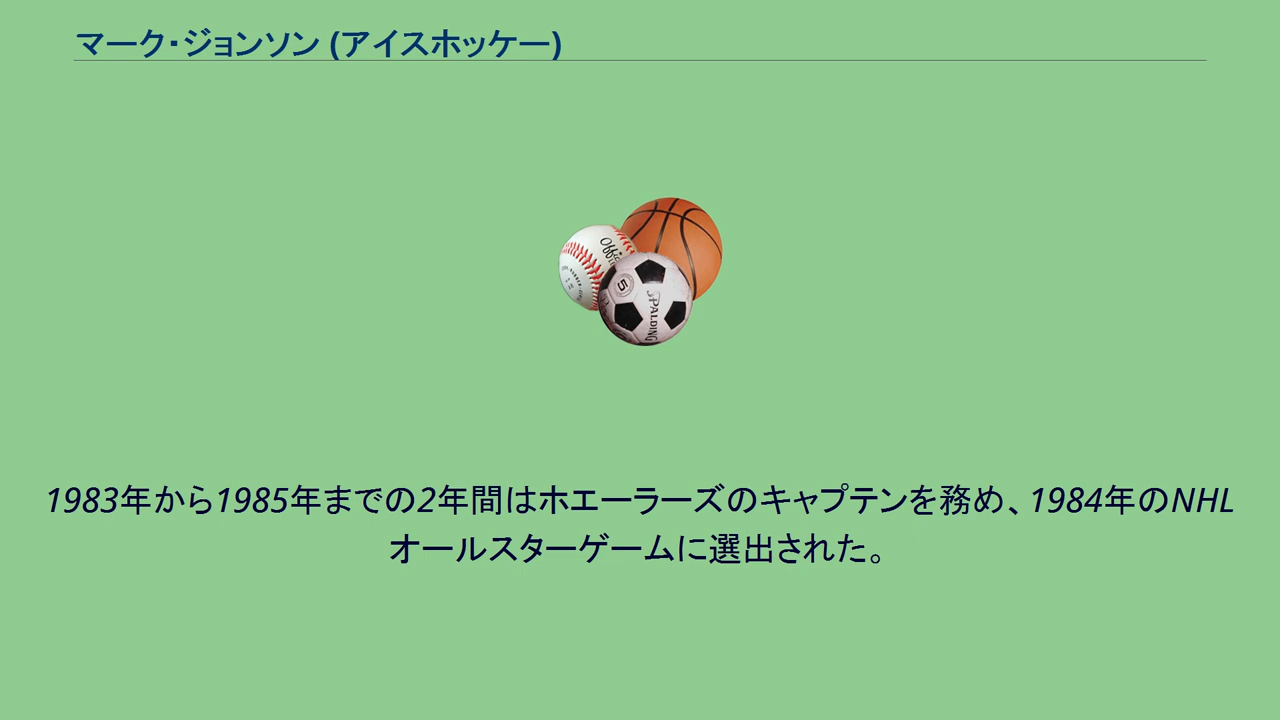 マーク・ジョンソン (アイスホッケー)
Offic
5
SPALDING
1983年から1985年までの2年間はホエーラーズのキャプテンを務め、1984年のNHL
オールスターゲームに選出された。